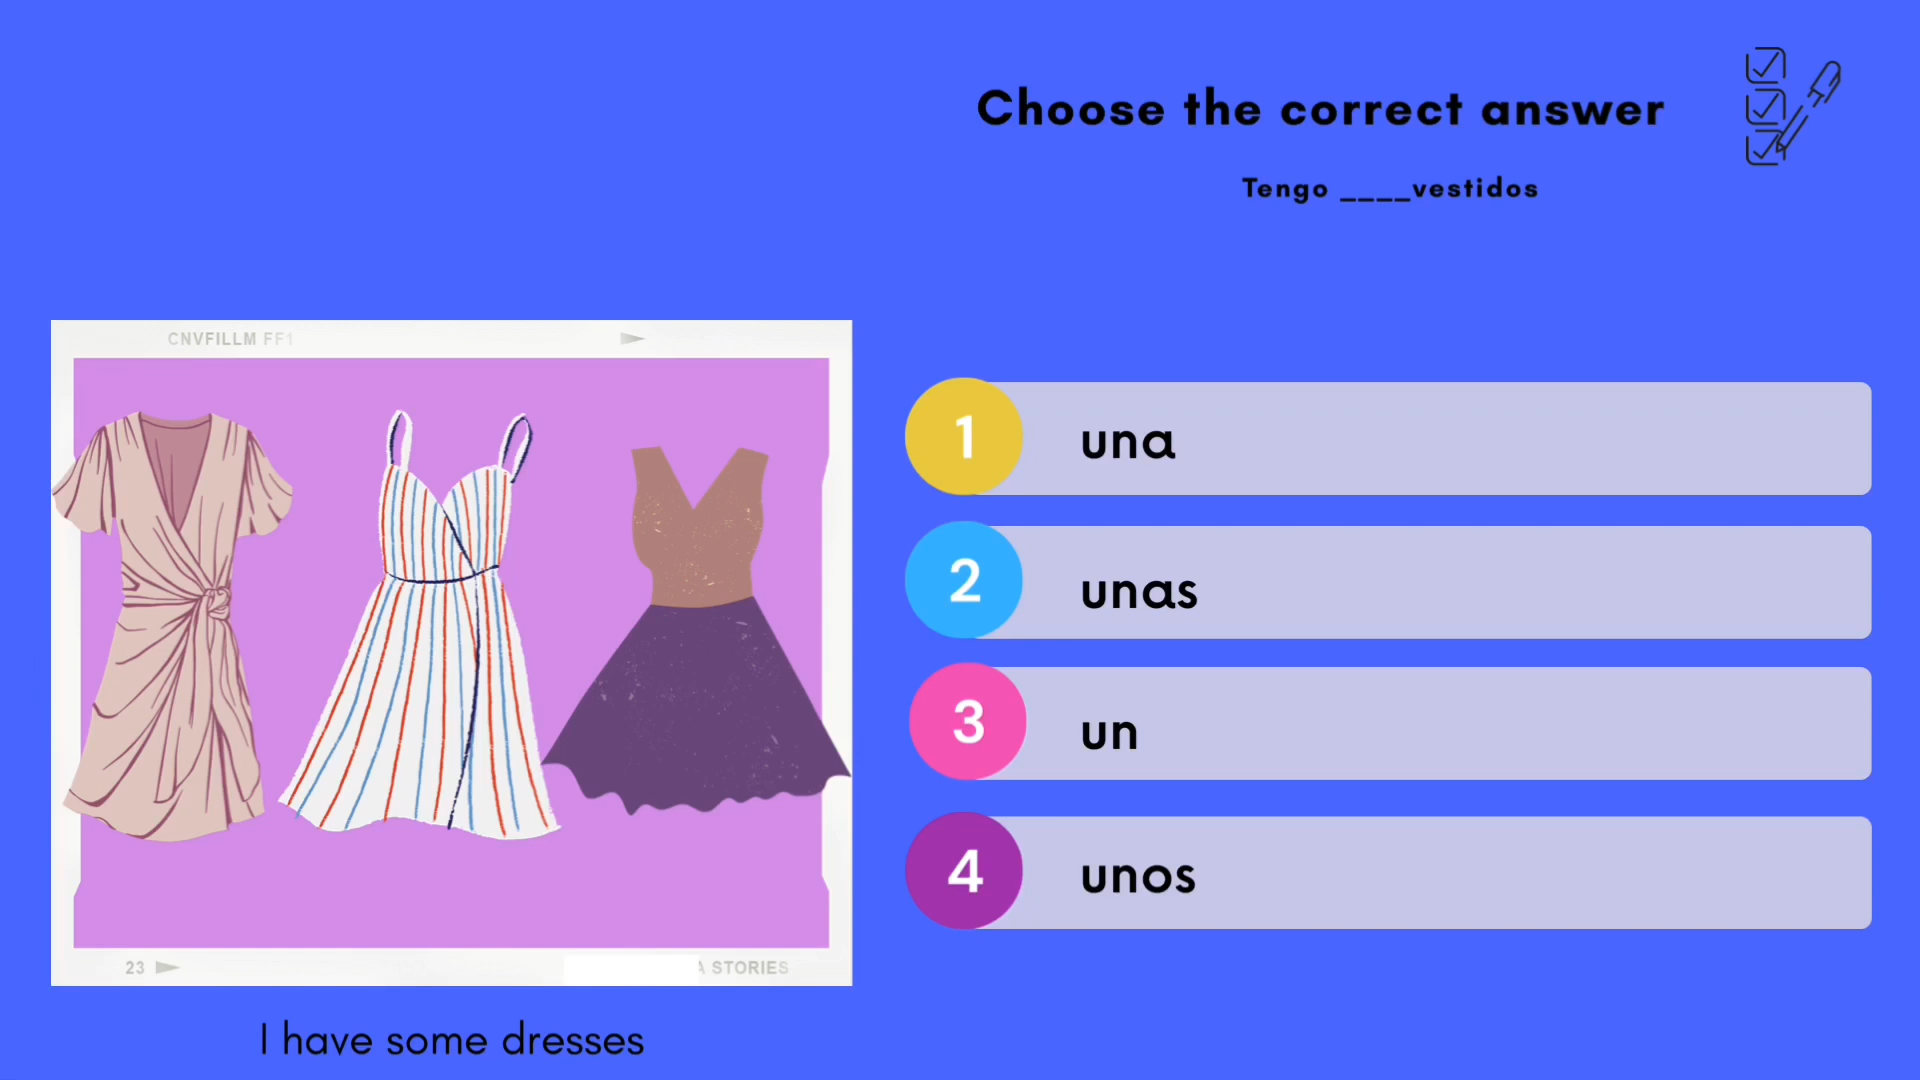 Choose the correct answer
Tengo ____vestidos
CNVFILLM FF1
1 una
2 unas
3 un
4 unos
23
STORIES
I have some dresses